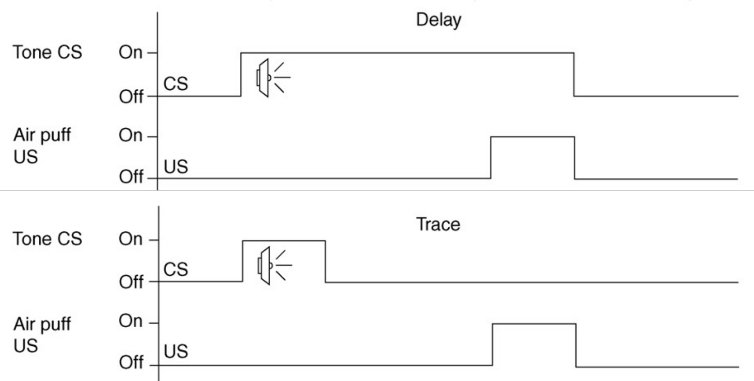 Delay
Tone CS On
CS
Off
Air puff On
US
US
Off
Trace
Tone CS On
CS
Off
Air puff On
US
US
Off